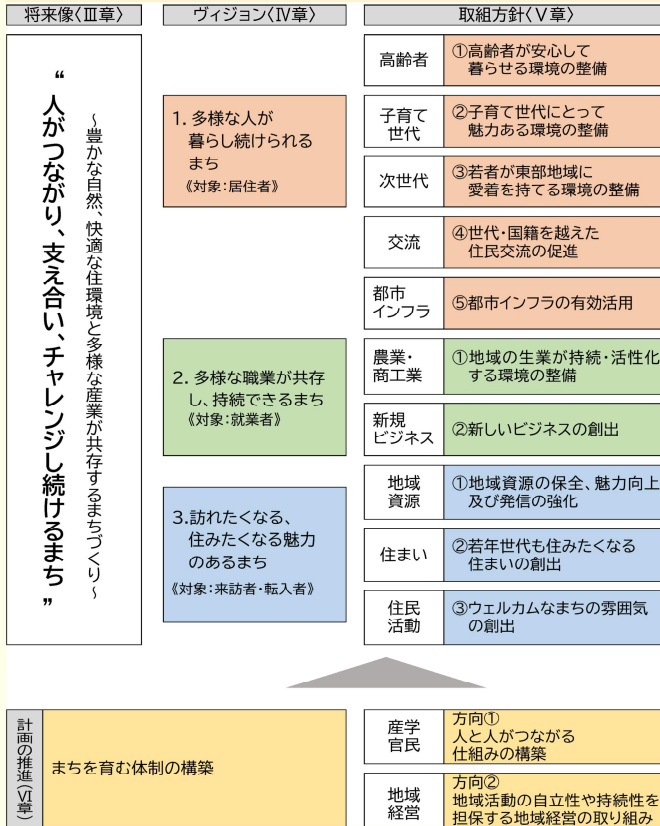 将来像〈Ⅲ章〉
“人がつながり、支え合い、チャレンジし続けるまち”
～豊かな自然、快適な住環境と多様な産業が共存するまちづくり～
ヴィジョン〈Ⅳ章〉
1. 多様な人が
暮らし続けられる
まち
《対象:居住者》
2. 多様な職業が共存
し、持続できるまち
《対象:就業者》
3.訪れたくなる、
住みたくなる魅力
のあるまち
《対象:来訪者・転入者》
取組方針〈Ⅴ章〉
高齢者
①高齢者が安心して
暮らせる環境の整備
子育て
世代
②子育て世代にとって
魅力ある環境の整備
次世代
③若者が東部地域に
愛着を持てる環境の整備
交流
④世代・国籍を越えた
住民交流の促進
都市
インフラ
⑤都市インフラの有効活用
農業・
商工業
①地域の生業が持続・活性化
する環境の整備
新規
ビジネス
②新しいビジネスの創出
地域
資源
①地域資源の保全、魅力向上
及び発信の強化
住まい
②若年世代も住みたくなる
住まいの創出
住民
活動
③ウェルカムなまちの雰囲気
の創出
計画の推進(Ⅵ章)
まちを育む体制の構築
産学
官民
方向①
人と人がつながる
仕組みの構築
地域
経営
方向②
地域活動の自立性や持続性を
担保する地域経営の取り組み